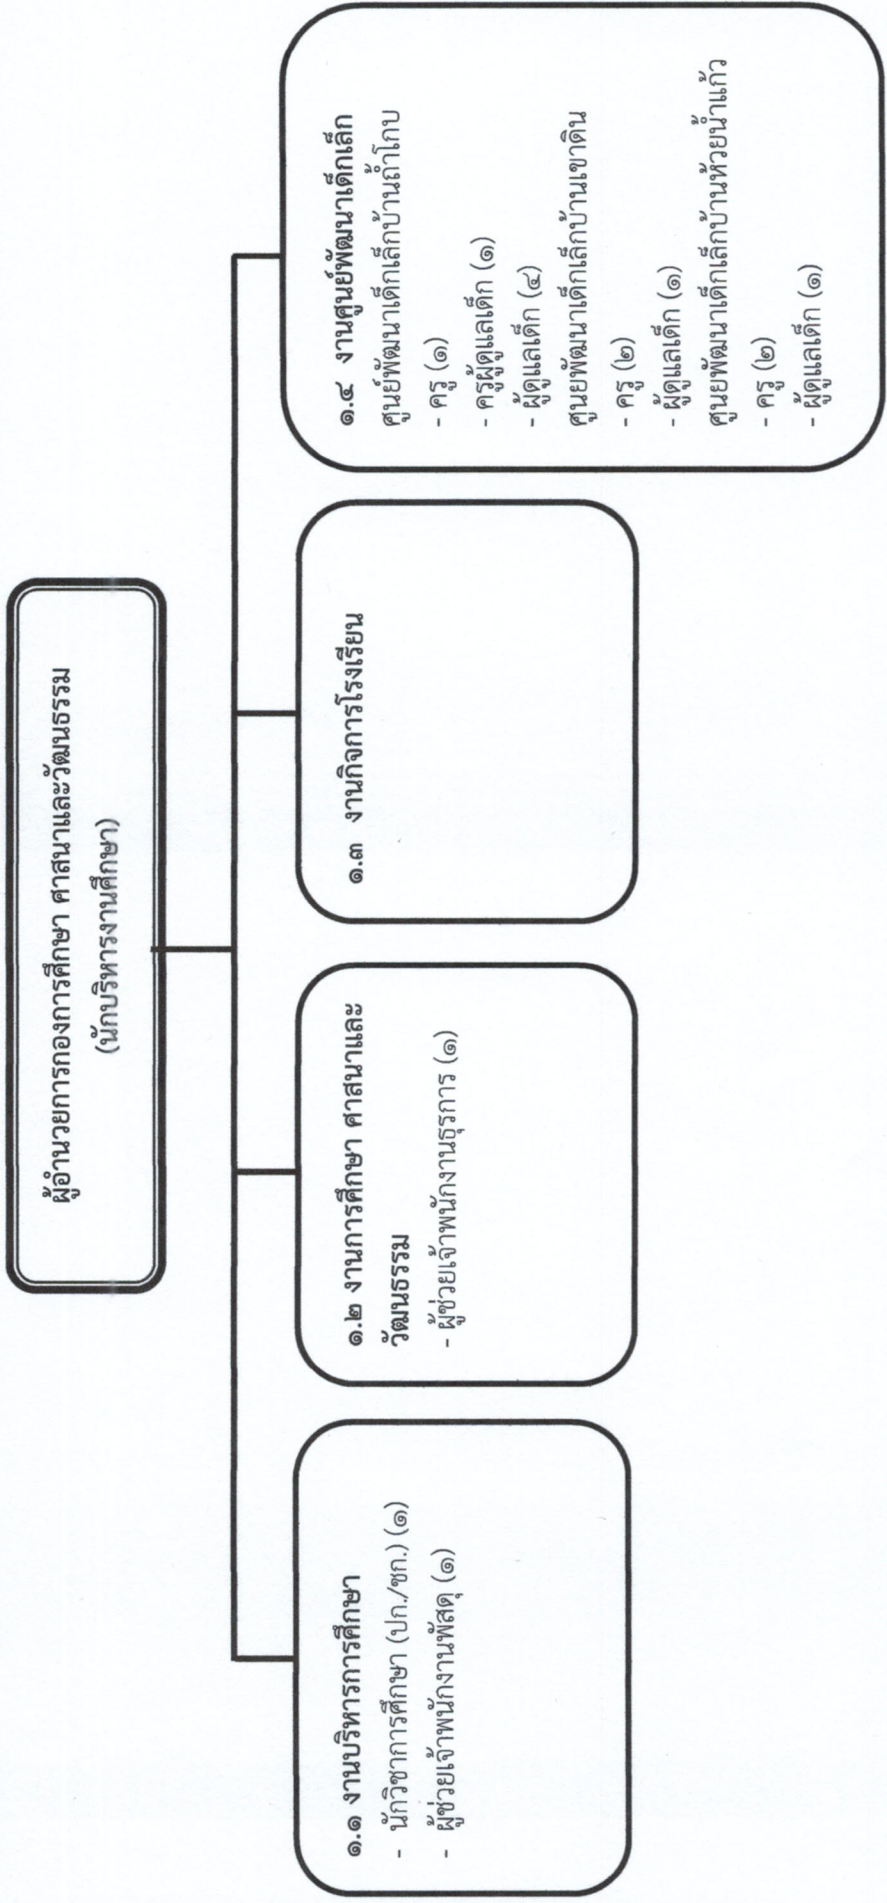 ผู้อำนวยการกองการศึกษา ศาสนาและวัฒนธรรม
(นักบริหารงานศึกษา)
๑.๑ งานบริหารการศึกษา
- นักวิชาการศึกษา (ปก./ชก.) (๑)
- ผู้ช่วยเจ้าพนักงานพัสดุ (๑)
๑.๒ งานการศึกษา ศาสนาและ
วัฒนธรรม
- ผู้ช่วยเจ้าพนักงานธุรการ (๑)
๑.๓ งานกิจการโรงเรียน
๑.๔ งานศูนย์พัฒนาเด็กเล็ก
ศูนย์พัฒนาเด็กเล็กบ้านถ้ำโกบ
- ครู (๑)
- ครูผู้ดูแลเด็ก (๑)
- ผู้ดูแลเด็ก (๔)
ศูนย์พัฒนาเด็กเล็กบ้านเขาดิน
- ครู (๒)
- ผู้ดูแลเด็ก (๑)
ศูนย์พัฒนาเด็กเล็กบ้านห้วยน้ำแก้ว
- ครู (๒)
- ผู้ดูแลเด็ก (๑)